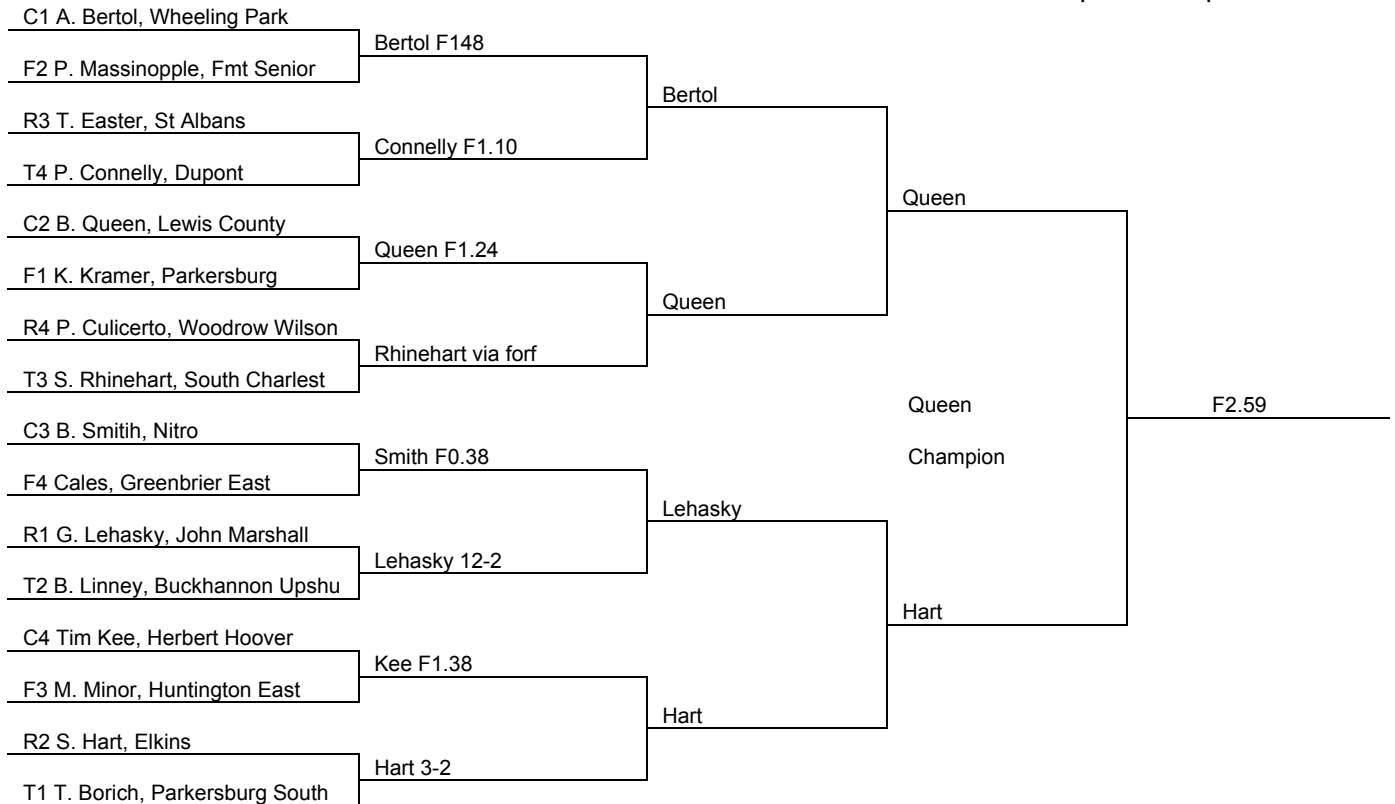 C1 A. Bertol, Wheeling Park
Bertol F148
F2 P. Massinopple, Fmt Senior
Bertol
R3 T. Easter, St Albans
Connelly F1.10
T4 P. Connelly, Dupont
Queen
C2 B. Queen, Lewis County
Queen F1.24
F1 K. Kramer, Parkersburg
Queen
R4 P. Culicerto, Woodrow Wilson
Rhinehart via forf
T3 S. Rhinehart, South Charlest
Queen F2.59
C3 B. Smitih, Nitro
Smith F0.38
Champion
F4 Cales, Greenbrier East
Lehasky
R1 G. Lehasky, John Marshall
Lehasky 12-2
T2 B. Linney, Buckhannon Upshu
Hart
C4 Tim Kee, Herbert Hoover
Kee F1.38
F3 M. Minor, Huntington East
Hart
R2 S. Hart, Elkins
Hart 3-2
T1 T. Borich, Parkersburg South